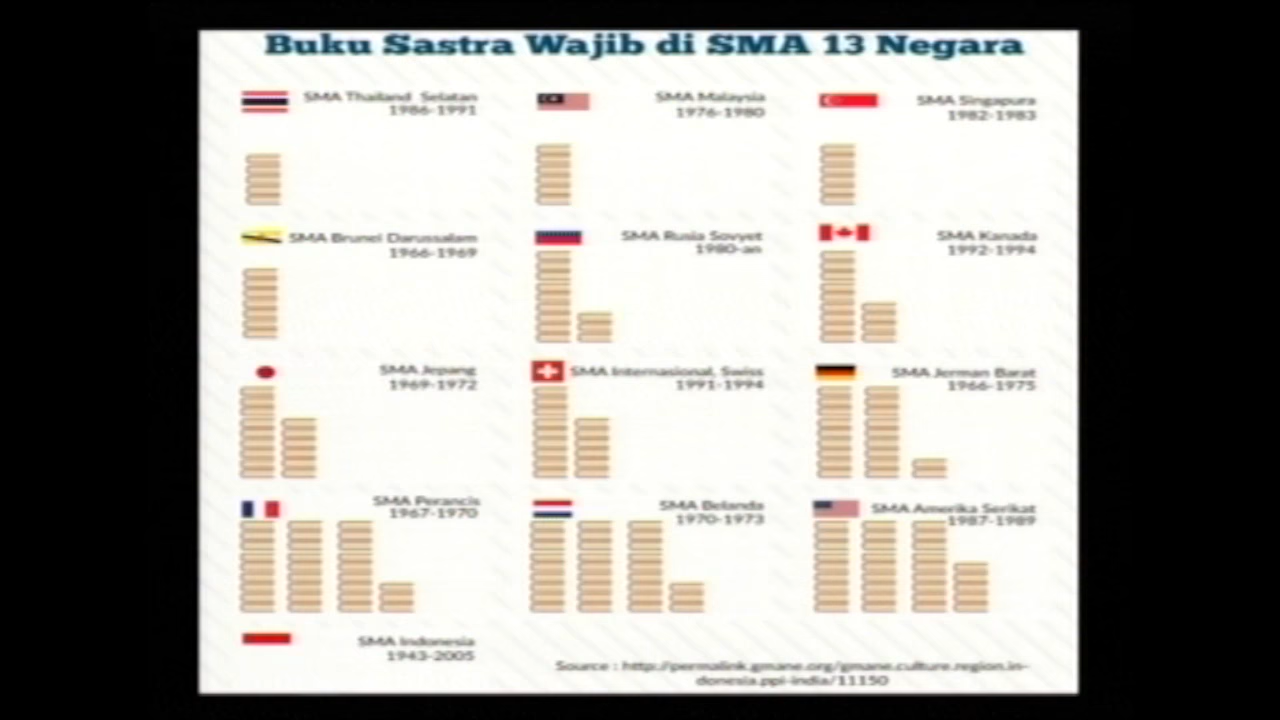 Buku Sastra Wajib di SMA 13 Negara
SMA Thailand Selatan
1986-1991
SMA Malaysia
1976-1980
SMA Singapura
1982-1983
SMA Brunei Darussalam
1966-1969
SMA Rusia Sovyet
1980-an
SMA Kanada
1992-1994
SMA Jepang
1969-1972
SMA Internasional, Swiss
1991-1994
SMA Jerman Barat
1966-1975
SMA Perancis
1967-1970
SMA Belanda
1970-1973
SMA Amerika Serikat
1987-1989
SMA Indonesia
1943-2005
Source : http://permalink.gmane.org/gmane.culture.region.in-
donesia.ppi-india/11150